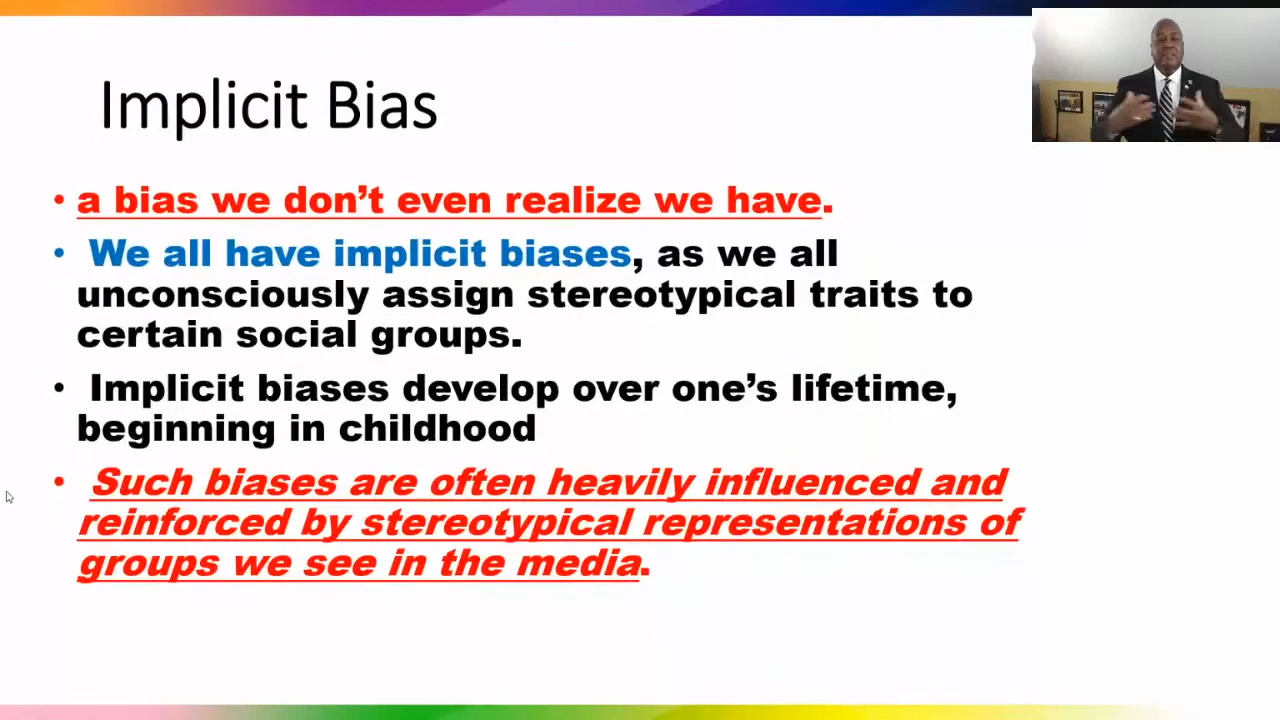 Implicit Bias
• a bias we don’t even realize we have.
• We all have implicit biases, as we all
unconsciously assign stereotypical traits to
certain social groups.
• Implicit biases develop over one’s lifetime,
beginning in childhood
• Such biases are often heavily influenced and
reinforced by stereotypical representations of
groups we see in the media.